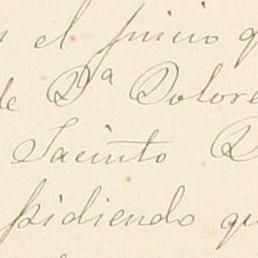 el juicio q
de Dª Dolore
Jacinto
pidiendo qu